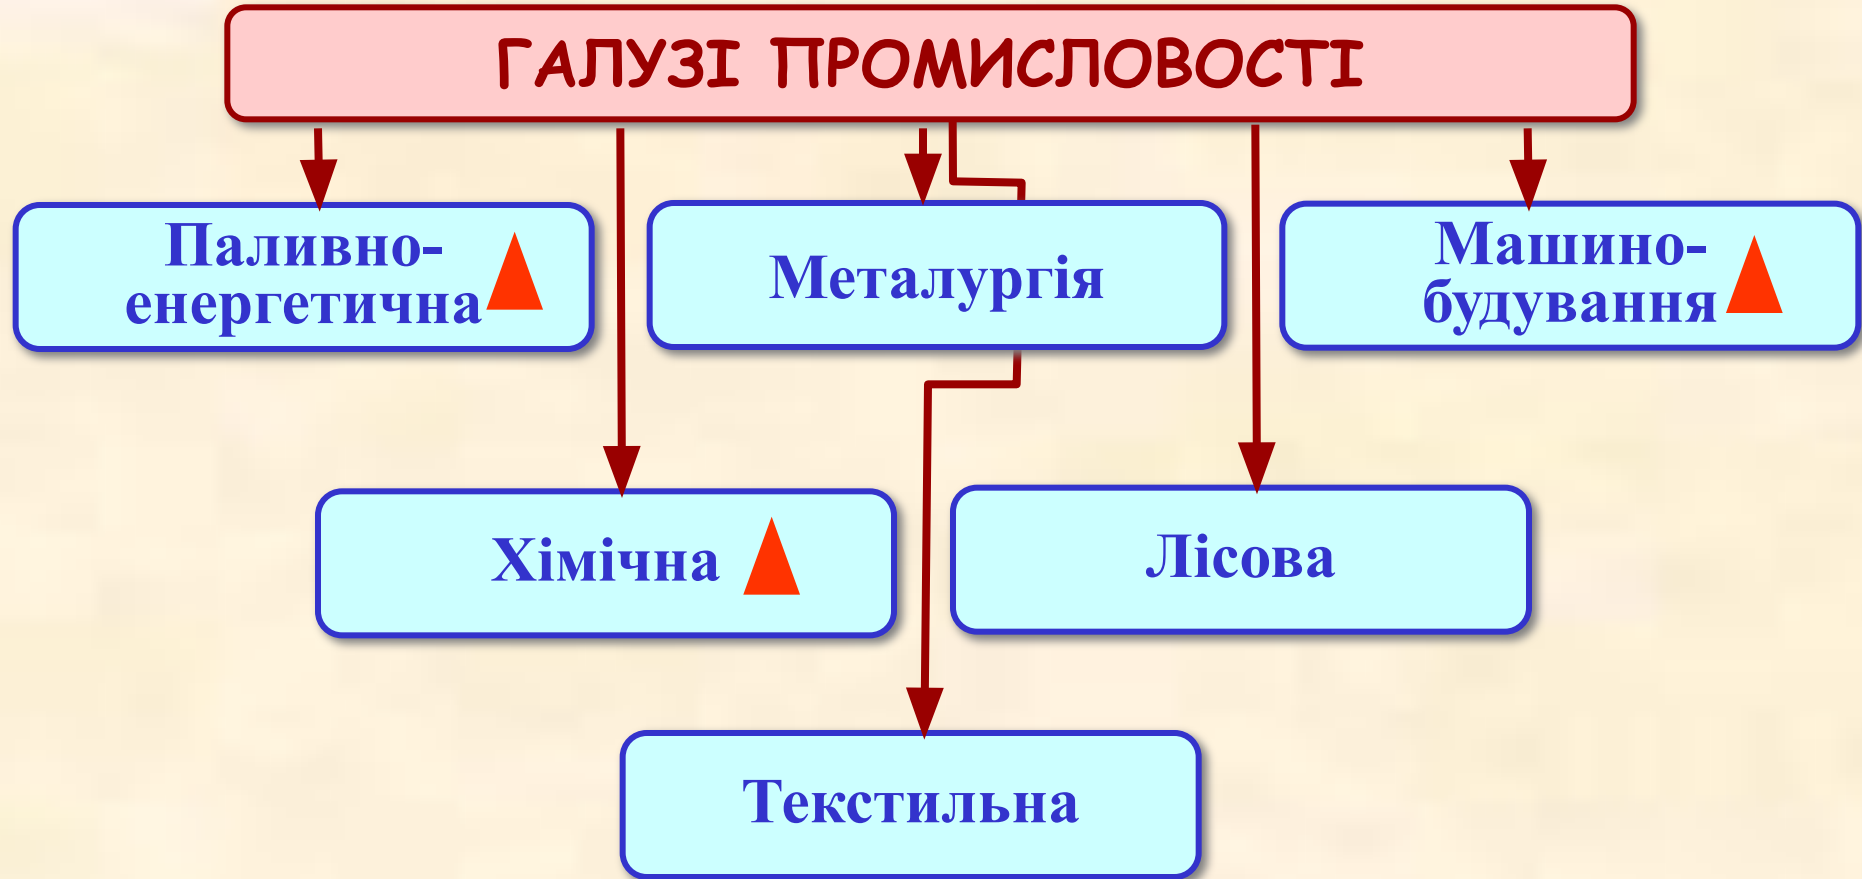 ГАЛУЗІ ПРОМИСЛОВОСТІ
Паливно-
енергетична
Металургія
Машино-
будування
Хімічна
Лісова
Текстильна